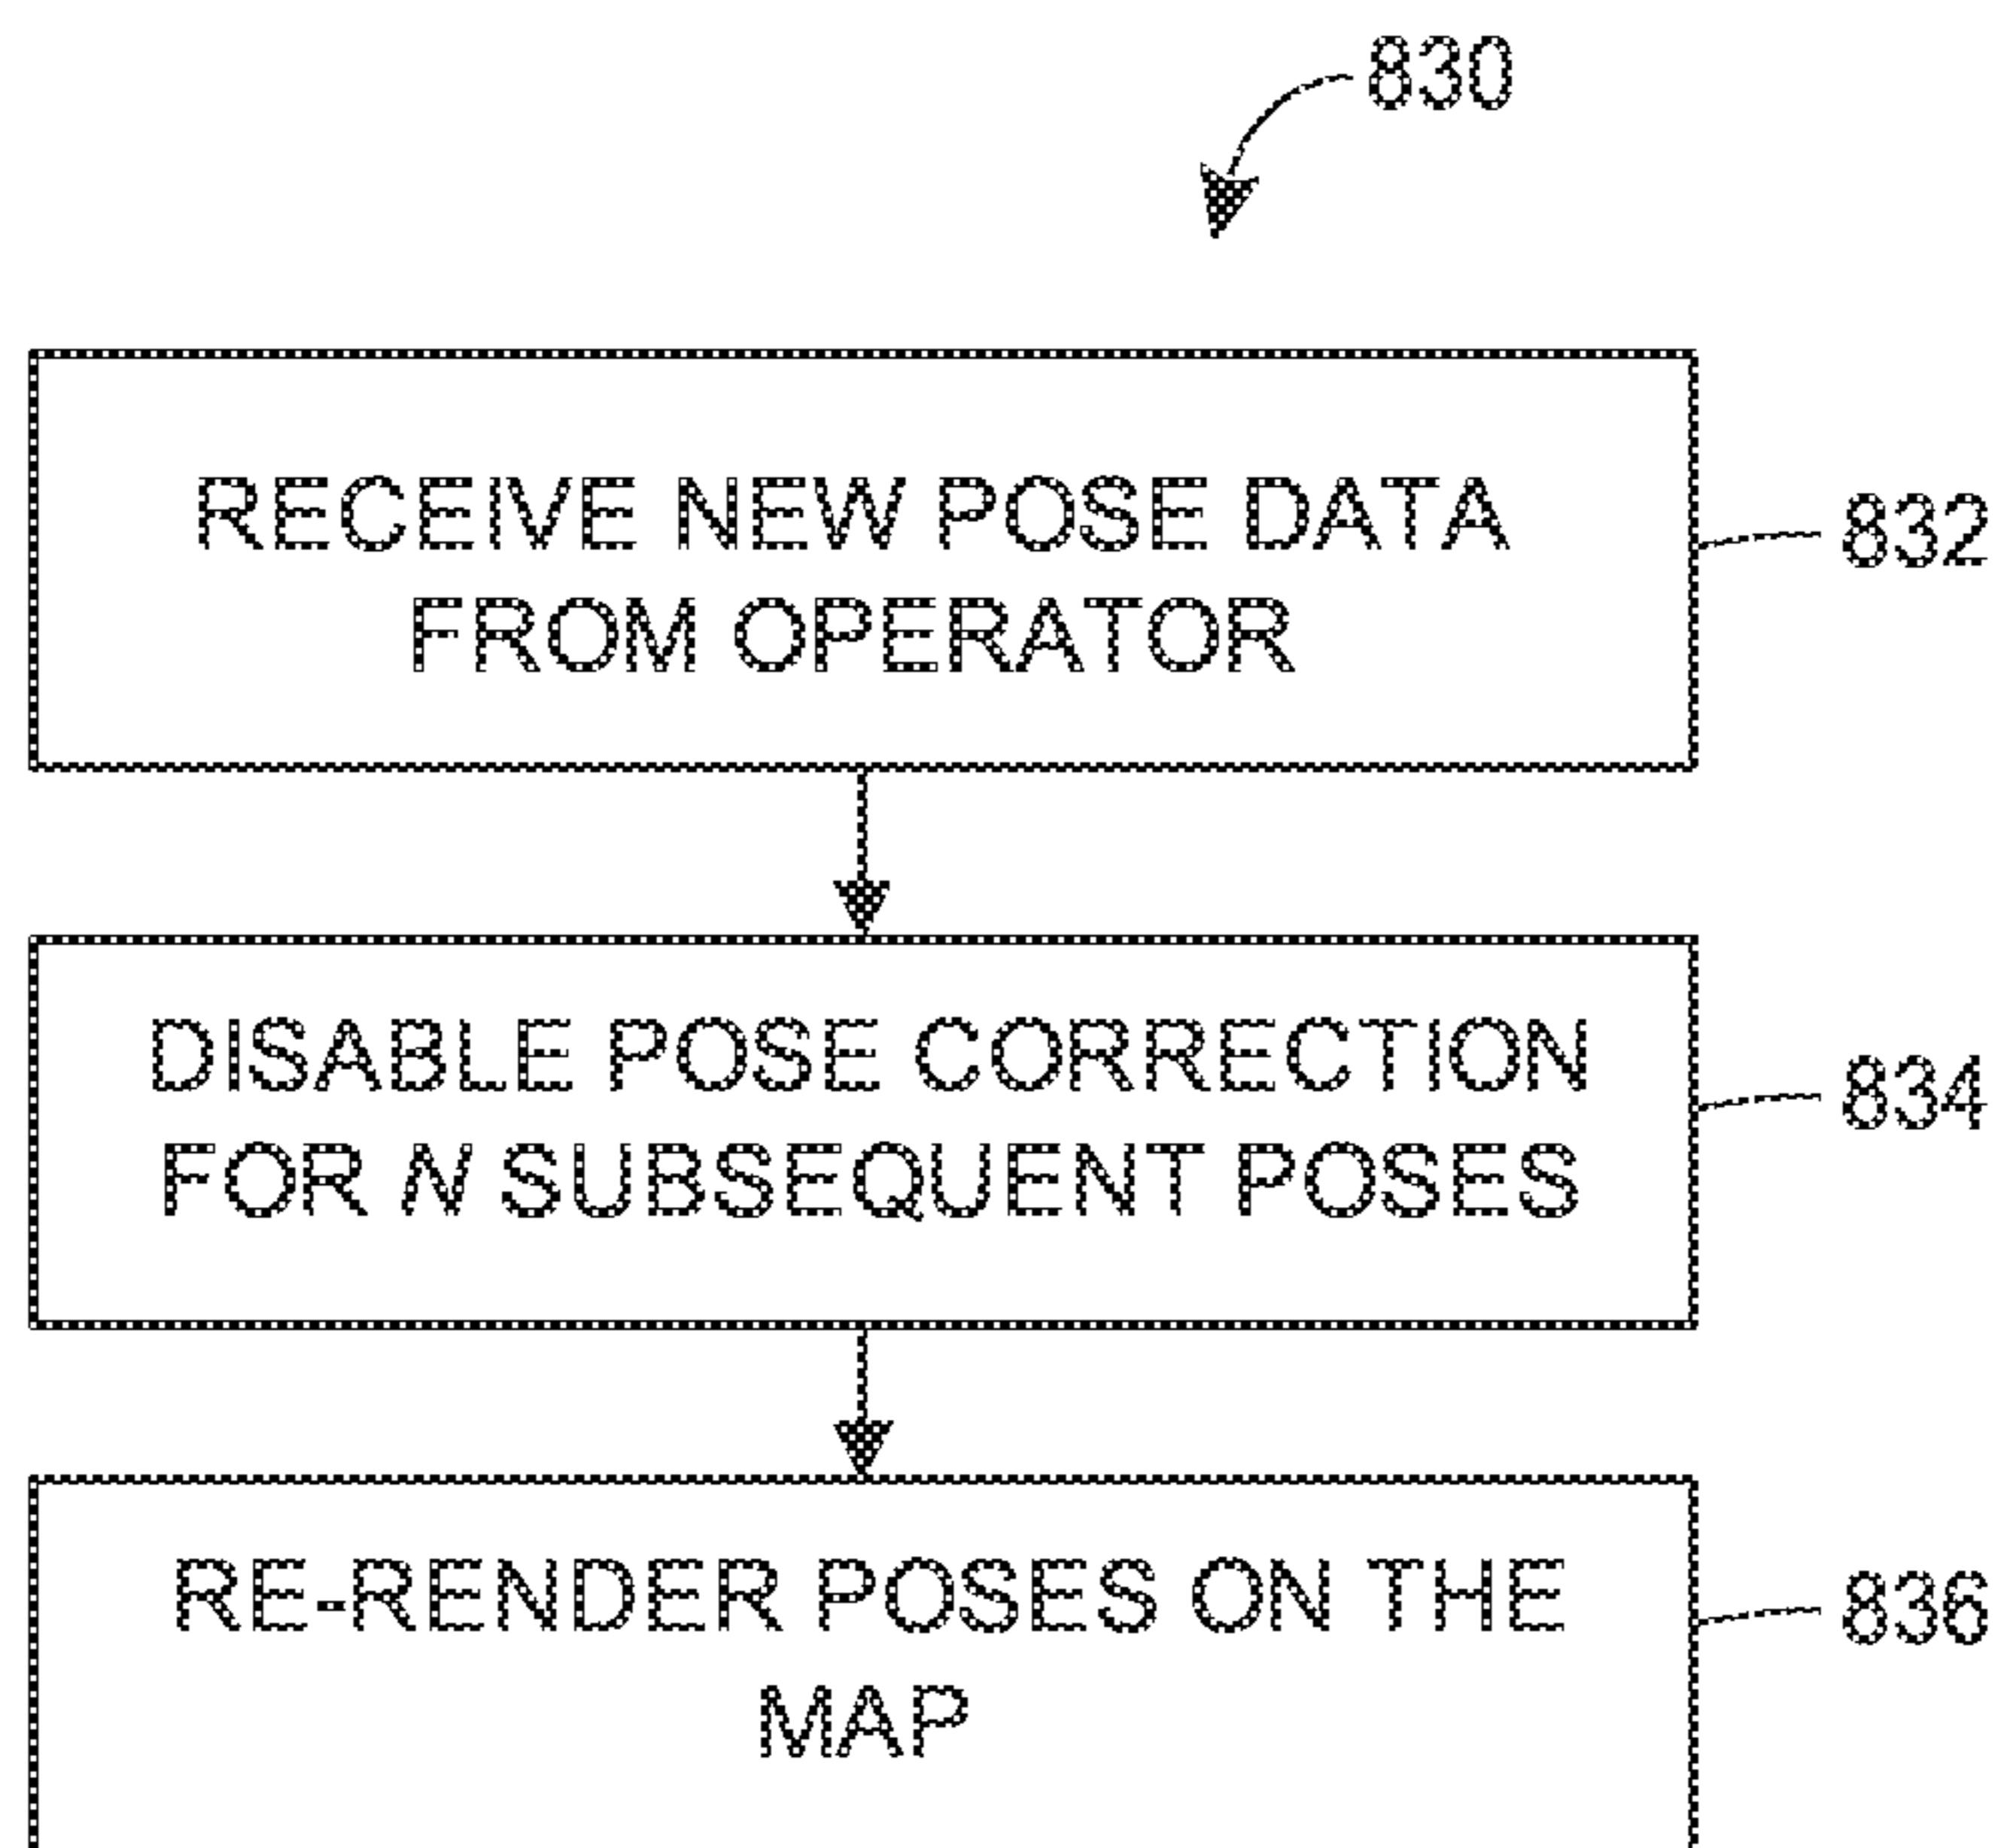 830
RECEIVE NEW POSE DATA
FROM OPERATOR
832
DISABLE POSE CORRECTION
FOR N SUBSEQUENT POSES
834
RE-RENDER POSES ON THE
MAP
836